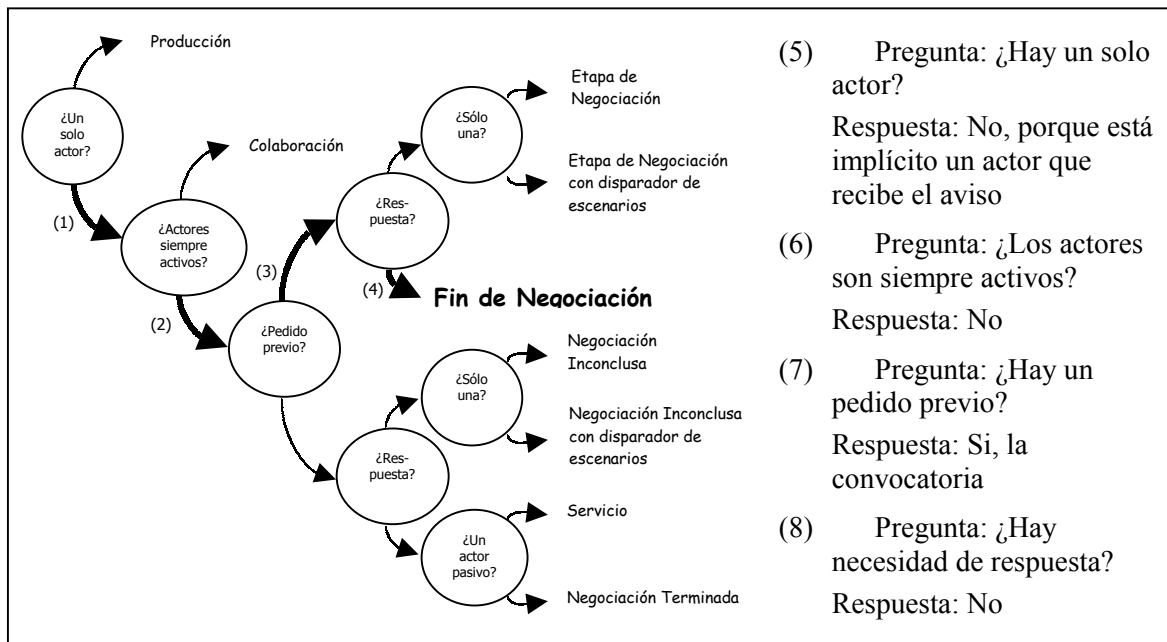 Producción
¿Un
solo
actor?
(1)
Colaboración
¿Actores
siempre
activos?
(2)
¿Pedido
previo?
(3)
¿Res-
puesta?
(4)
¿Sólo
una?
Etapa de
Negociación
Etapa de Negociación
con disparador de
escenarios
Fin de Negociación
¿Res-
puesta?
¿Sólo
una?
Negociación
Inconclusa
Negociación Inconclusa
con disparador de
escenarios
¿Un
actor
pasivo?
Servicio
Negociación Terminada
(5) Pregunta: ¿Hay un solo
actor?
Respuesta: No, porque está
implícito un actor que
recibe el aviso
(6) Pregunta: ¿Los actores
son siempre activos?
Respuesta: No
(7) Pregunta: ¿Hay un
pedido previo?
Respuesta: Si, la
convocatoria
(8) Pregunta: ¿Hay
necesidad de respuesta?
Respuesta: No